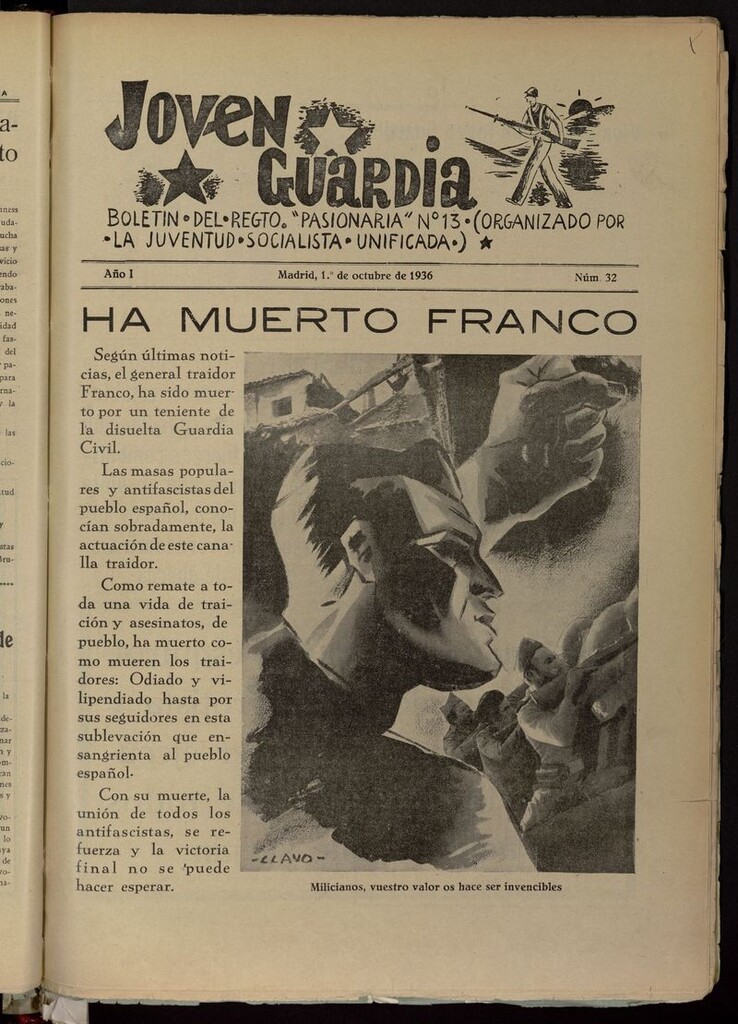 JOVEN
GUARDIA
BOLETIN • DEL • REGTO. "PASIONARIA" Nº 13 • (ORGANIZADO POR
• LA JUVENTUD • SOCIALISTA • UNIFICADA •) ★
Año I
Madrid, 1.º de octubre de 1936
Núm. 32
HA MUERTO FRANCO
Según últimas noti-
cias, el general traidor
Franco, ha sido muer-
to por un teniente de
la disuelta Guardia
Civil.
Las masas popula-
res y antifascistas del
pueblo español, cono-
cían sobradamente, la
actuación de este cana-
lla traidor.
Como remate a to-
da una vida de trai-
ción y asesinatos, de
pueblo, ha muerto co-
mo mueren los trai-
dores: Odiado y vi-
lipendiado hasta por
sus seguidores en esta
sublevación que en-
sangrienta al pueblo
español.
Con su muerte, la
unión de todos los
antifascistas, se re-
fuerza y la victoria
final no se puede
hacer esperar.
-CLAVO-
Milicianos, vuestro valor os hace ser invencibles